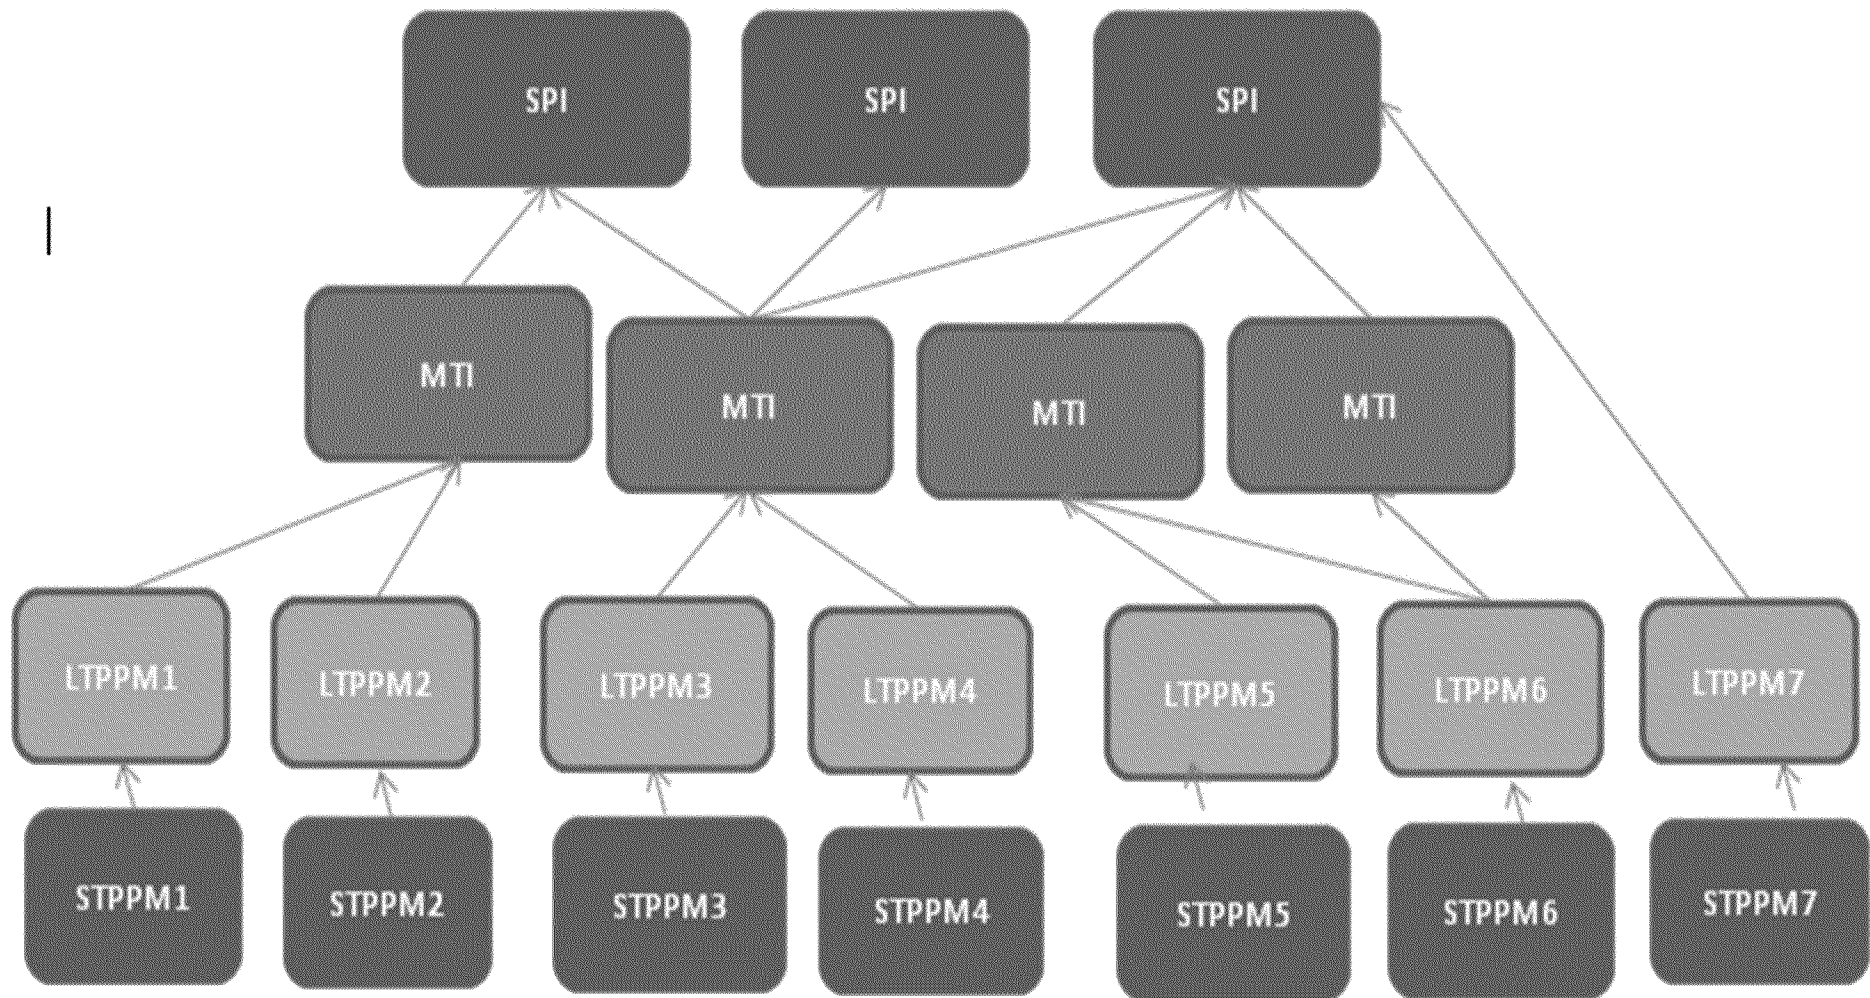 SPI SPI SPI
MTI MTI MTI MTI
LTPPM1 LTPPM2 LTPPM3 LTPPM4 LTPPM5 LTPPM6 LTPPM7
STPPM1 STPPM2 STPPM3 STPPM4 STPPM5 STPPM6 STPPM7